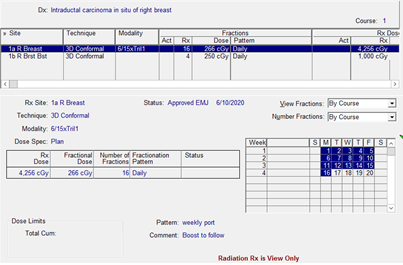 Dx: Intraductal carcinoma in situ of right breast
Course: 1
» Site Technique Modality Fractions Rx Dose
Act Rx Dose Pattern Act Rx
1a R Breast 3D Conformal 6/15xTril1 16 266 cGy Daily 4,256 cGy
1b R Brst Bst 3D Conformal 4 250 cGy Daily 1,000 cGy
Rx Site: 1a R Breast Status: Approved EMJ 6/10/2020 View Fractions: By Course
Technique: 3D Conformal Number Fractions: By Course
Modality: 6/15xTril1
Dose Spec: Plan
Week S M T W T F S
1 1 2 3 4 5
2 6 7 8 9 10
3 11 12 13 14 15
4 16 17 18 19 20
Rx Dose Fractional Dose Number of Fractions Fractionation Pattern Status
4,256 cGy 266 cGy 16 Daily
Dose Limits
Total Cum:
Pattern: weekly port
Comment: Boost to follow
Radiation Rx is View Only